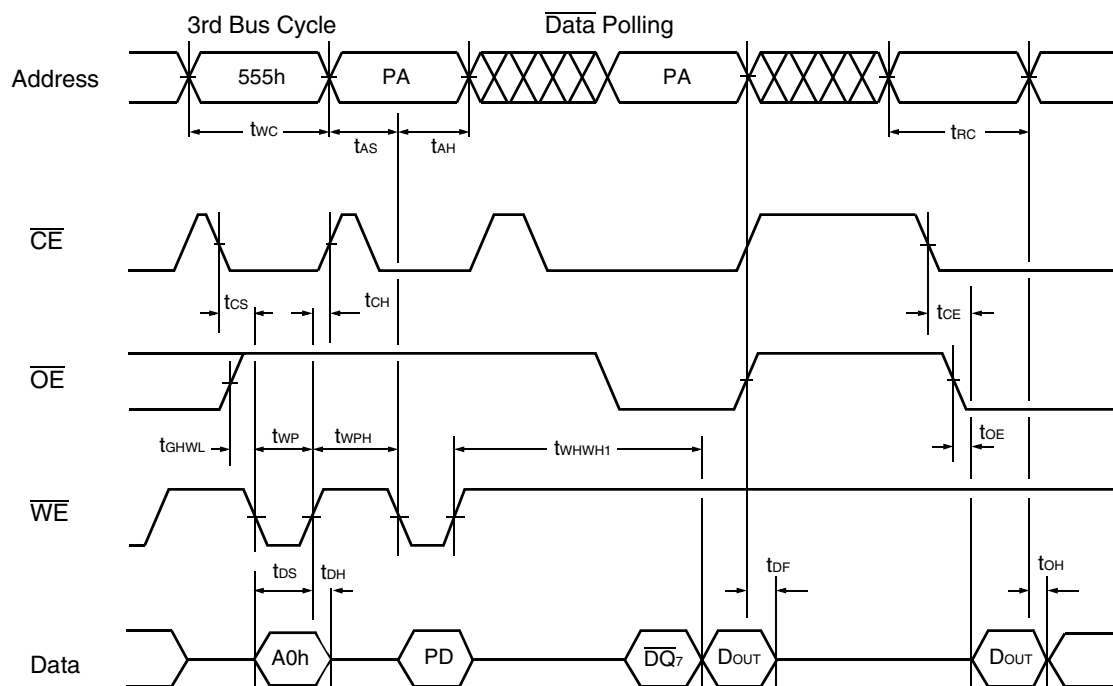 3rd Bus Cycle
Data Polling
Address
555h
PA
PA
tWC
tAS
tAH
tRC
CE
tCS
tCH
tCE
OE
tGHWL
tWP
tWPH
tWHWH1
tOE
WE
tDS
tDH
tDF
tOH
Data
A0h
PD
DQ7
DOUT
DOUT